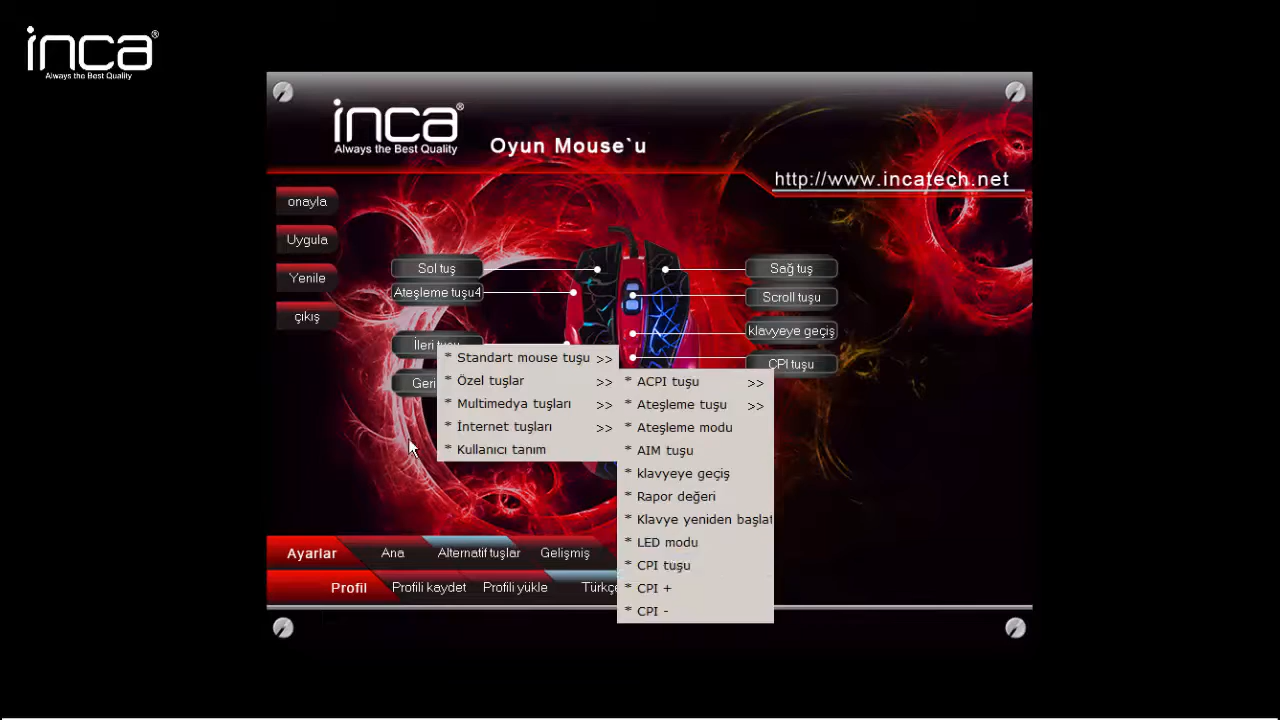 inca®
Always the Best Quality
inca®
Always the Best Quality
Oyun Mouse`u
http://www.incatech.net
onayla
Uygula
Yenile
çıkış
Sol tuş
Ateşleme tuşu4
İleri
Geri
Sağ tuş
Scroll tuşu
klavyeye geçiş
CPI tuşu
* Standart mouse tuşu >>
* Özel tuşlar >>
* Multimedya tuşları >>
* İnternet tuşları >>
* Kullanıcı tanım
* ACPI tuşu >>
* Ateşleme tuşu >>
* Ateşleme modu
* AIM tuşu
* klavyeye geçiş
* Rapor değeri
* Klavye yeniden başlat
* LED modu
* CPI tuşu
* CPI +
* CPI -
Ayarlar Ana Alternatif tuşlar Gelişmiş
Profil Profili kaydet Profili yükle Türkçe